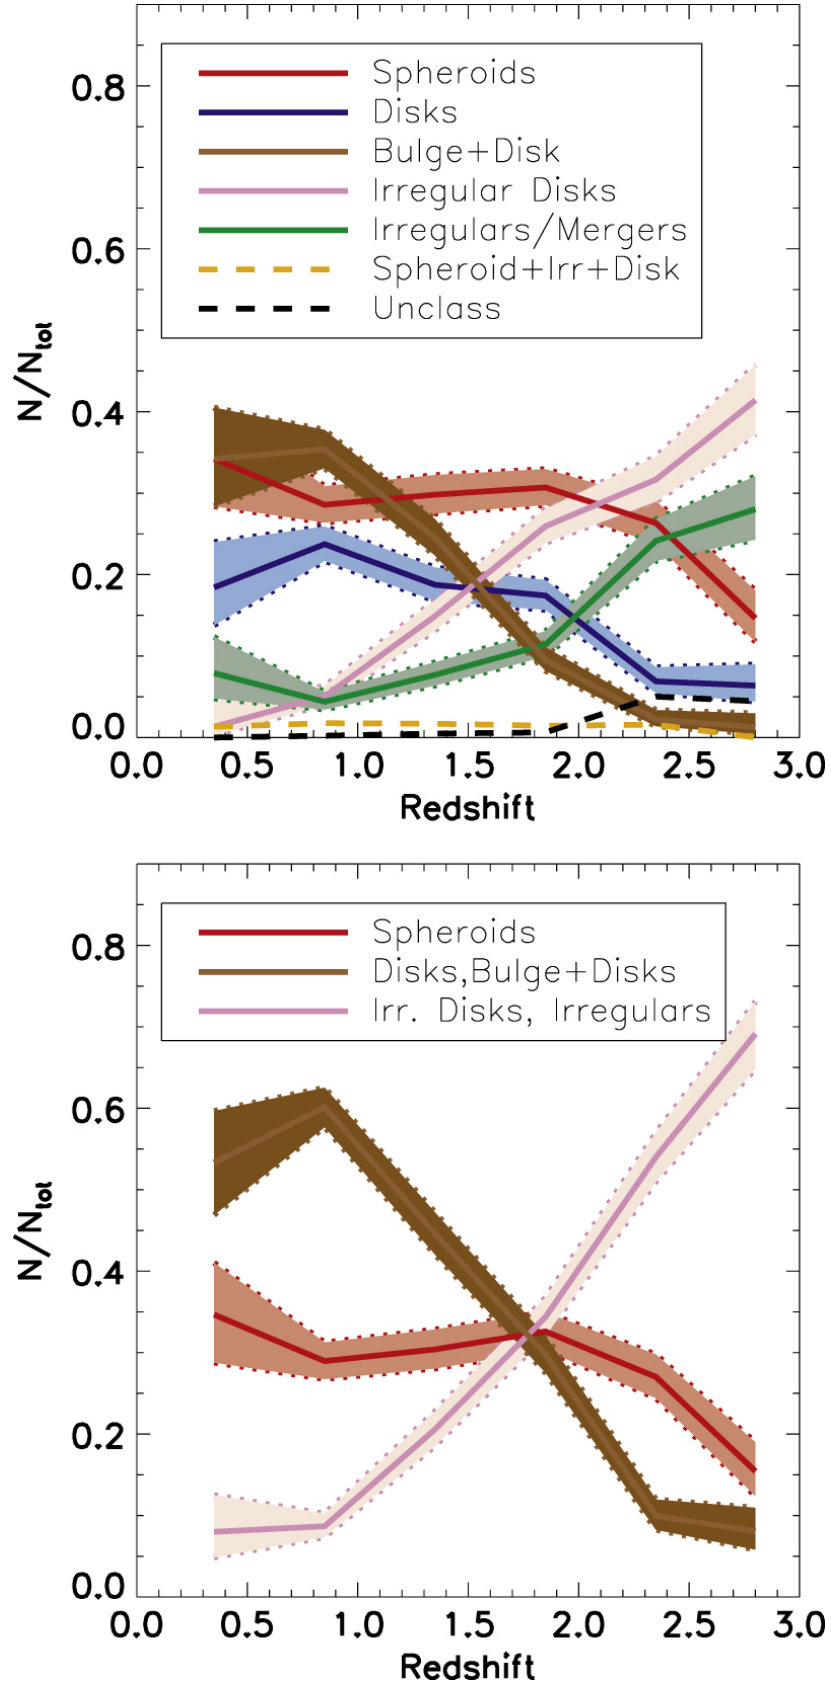 Spheroids
Disks
Bulge+Disk
Irregular Disks
Irregulars/Mergers
Spheroid+Irr+Disk
Unclass
0.8
0.6
0.4
0.2
0.0
N/Ntot
0.0 0.5 1.0 1.5 2.0 2.5 3.0
Redshift
Spheroids
Disks,Bulge+Disks
Irr. Disks, Irregulars
0.8
0.6
0.4
0.2
0.0
N/Ntot
0.0 0.5 1.0 1.5 2.0 2.5 3.0
Redshift